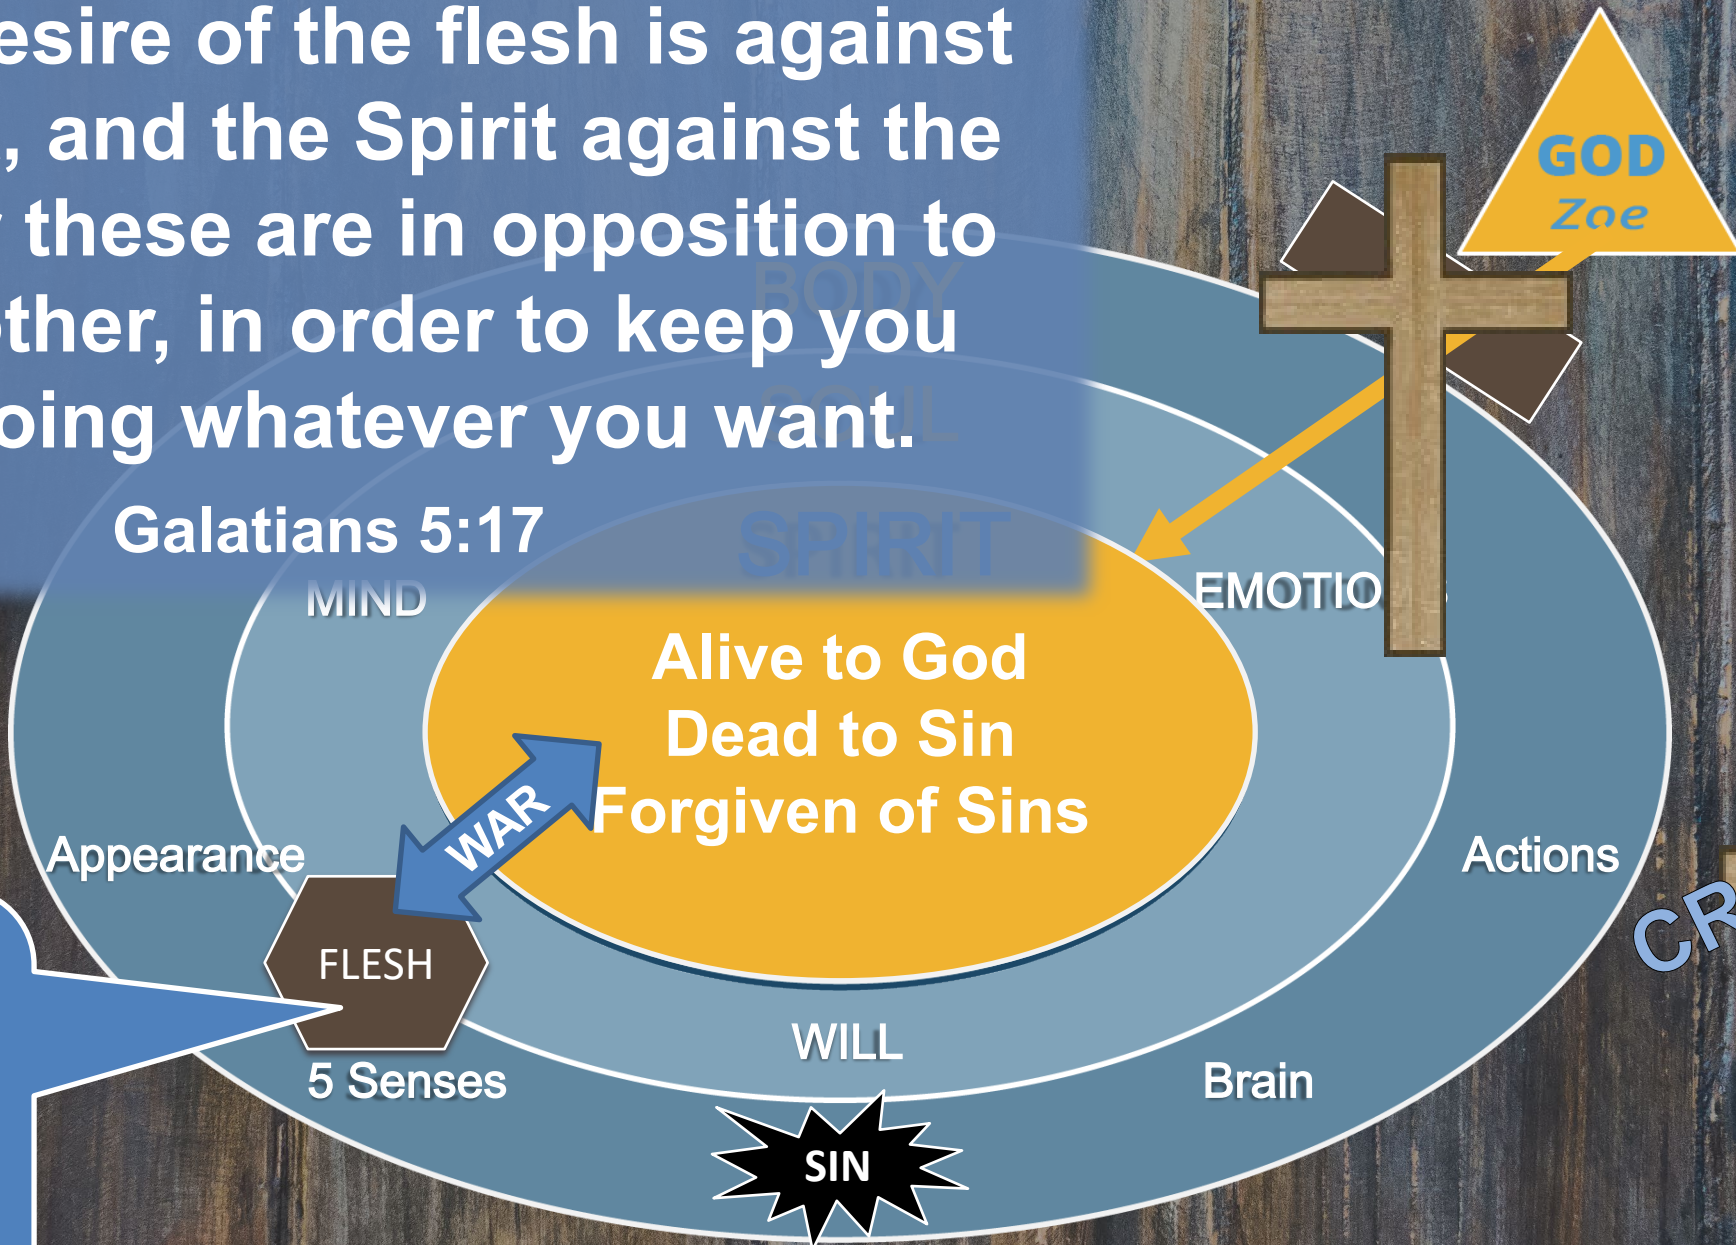 esire of the flesh is against
, and the Spirit against the
these are in opposition to
ther, in order to keep you
oing whatever you want.
Galatians 5:17
GOD
Zoe
BODY
SOUL
SPIRIT
MIND
EMOTIO
Alive to God
Dead to Sin
Forgiven of Sins
WAR
Appearance
Actions
CR
FLESH
WILL
5 Senses
Brain
SIN